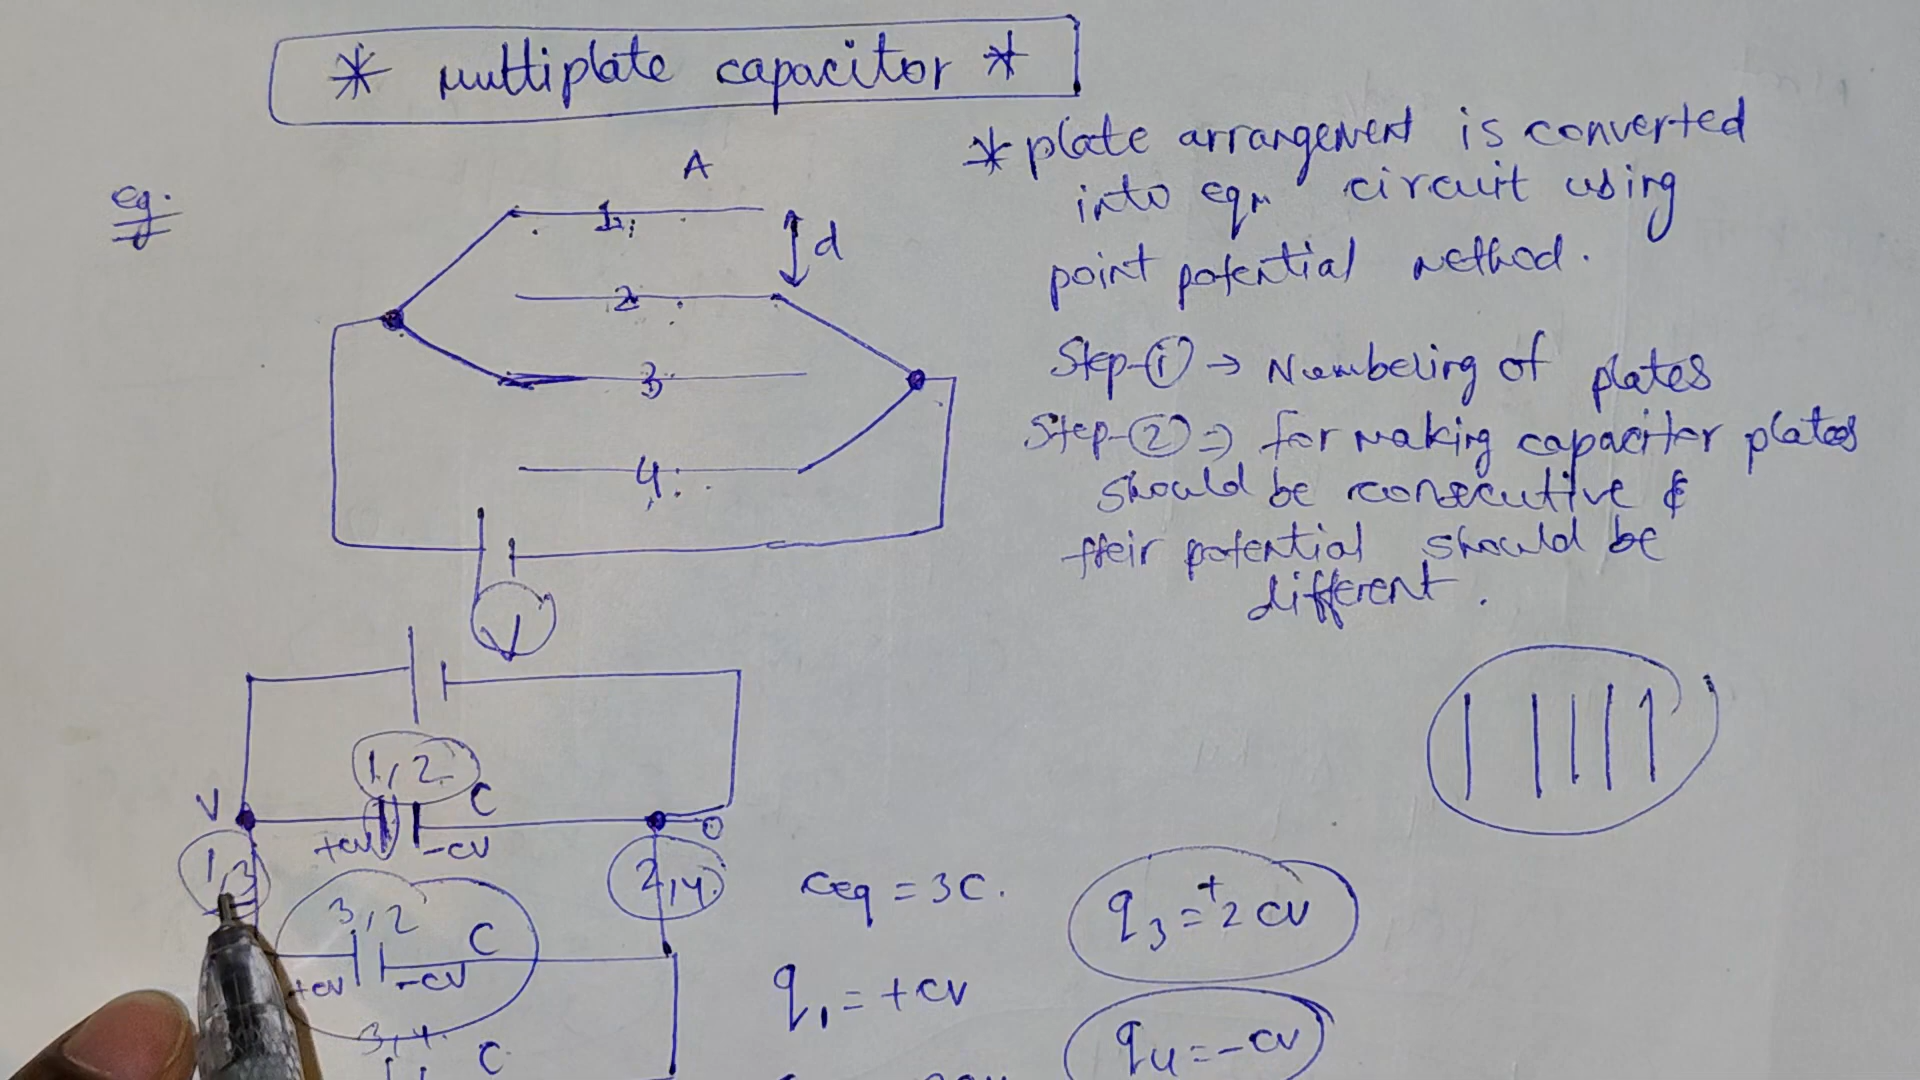 * Multiplate capacitor *
eg.
A
1
d
2
3
4
V
* plate arrangement is converted
into eqn circuit using
point potential method.
Step-① → Numbering of plates
Step-② ⇒ for making capacitor plates
should be consecutive &
their potential should be
different.
1, 2
V
C
0
+cv
-cv
1, 3
2, 4
3, 2
C
+cv
-cv
3, 4
C
Ceq = 3C.
q₁ = +cv
q₃ = +2cv
q₄ = -cv